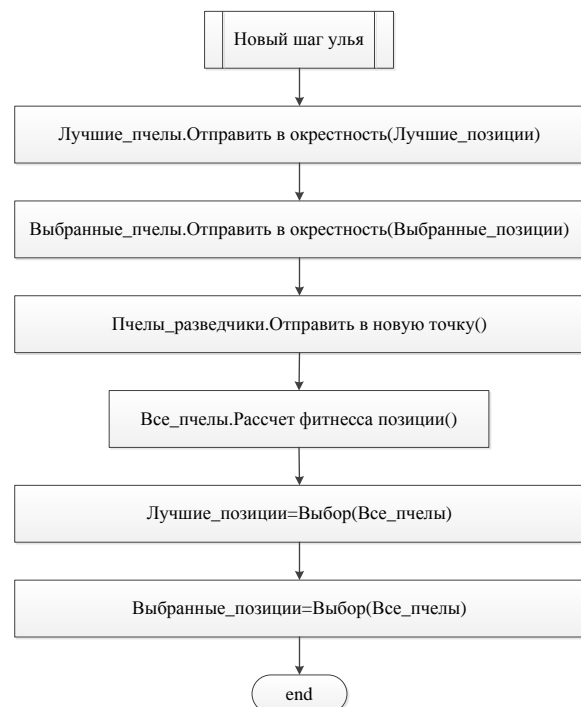 Новый шаг улья
Лучшие_пчелы.Отправить в окрестность(Лучшие_позиции)
Выбранные_пчелы.Отправить в окрестность(Выбранные_позиции)
Пчелы_разведчики.Отправить в новую точку()
Все_пчелы.Рассчет фитнесса позиции()
Лучшие_позиции=Выбор(Все_пчелы)
Выбранные_позиции=Выбор(Все_пчелы)
end